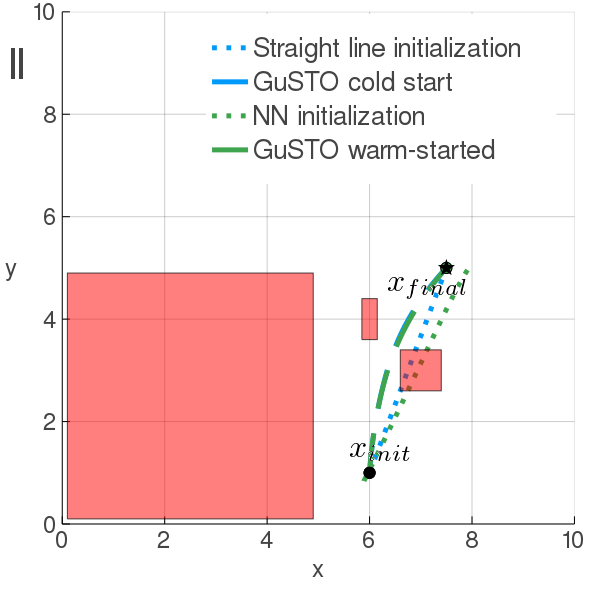 10
||
Straight line initialization
GuSTO cold start
NN initialization
GuSTO warm-started
8
6
y
x_final
4
2
x_init
0
0 2 4 6 8 10
x